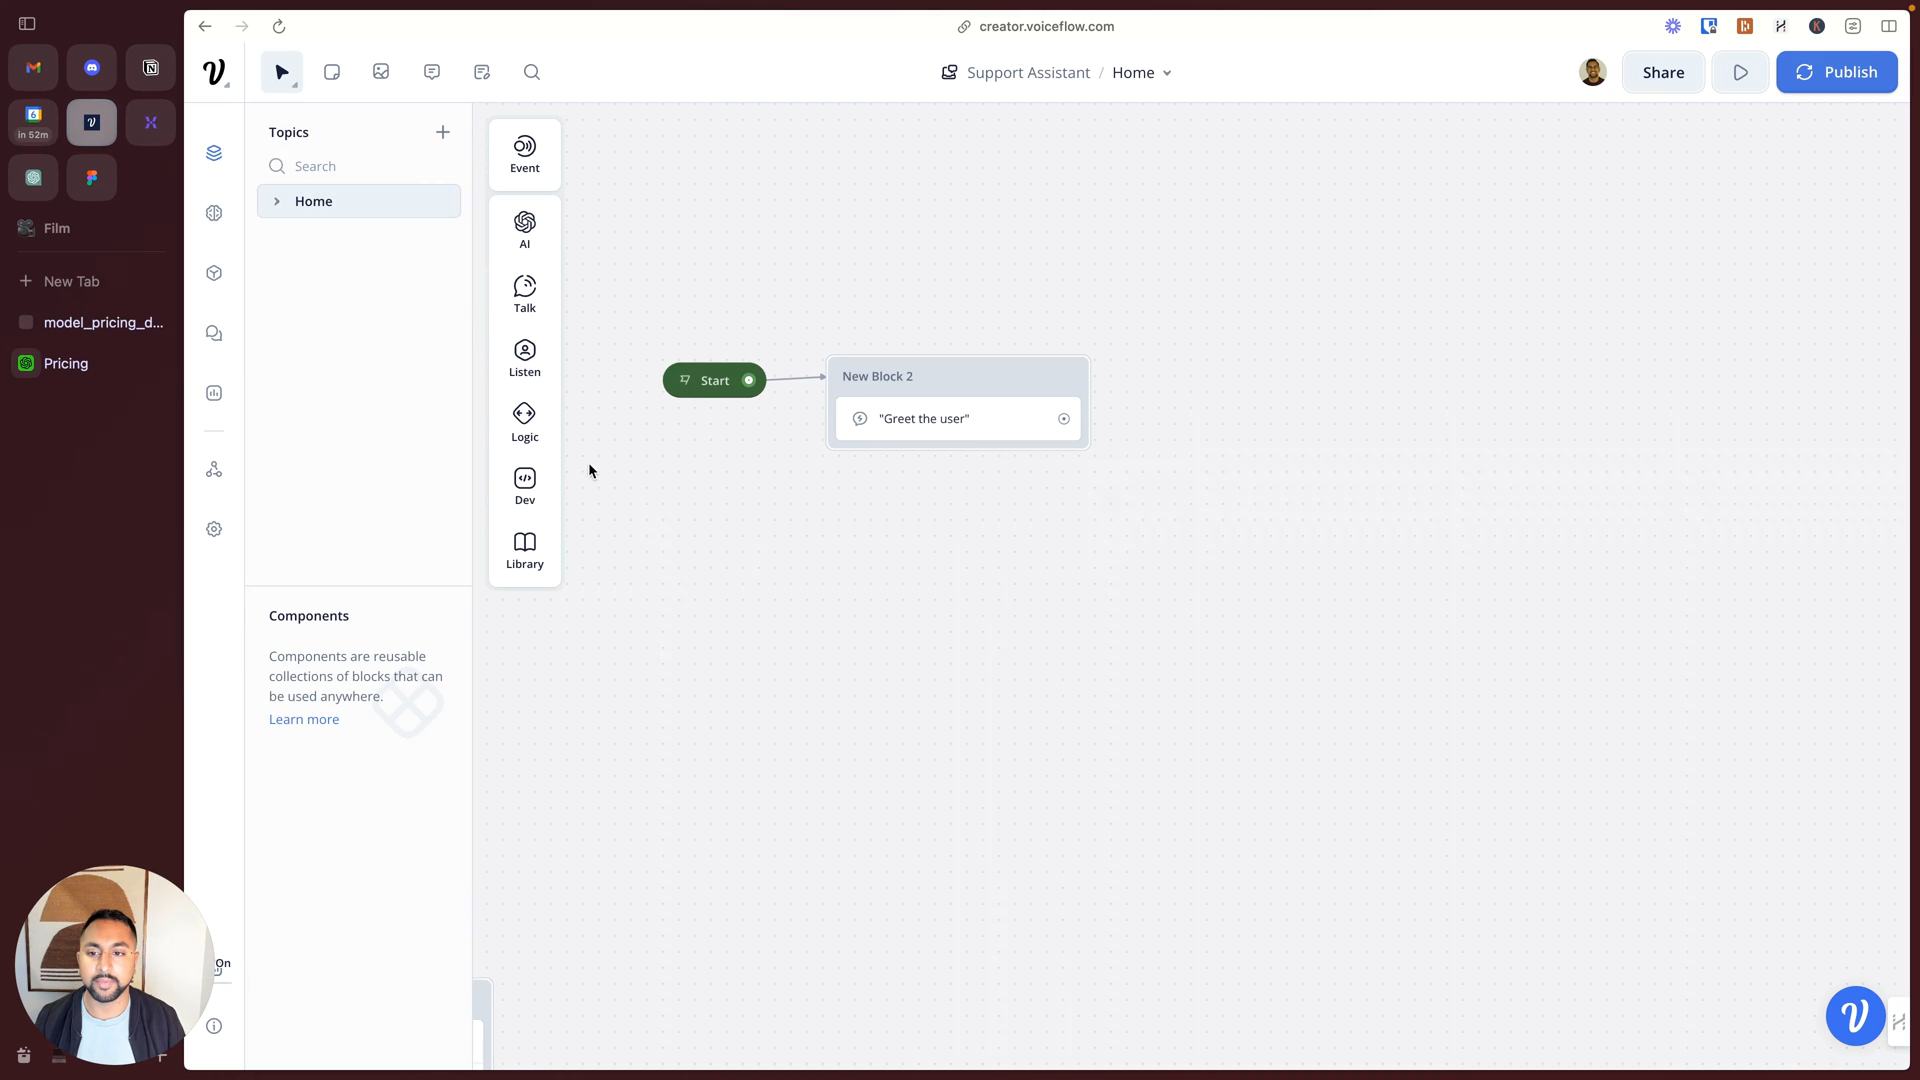 creator.voiceflow.com
Support Assistant / Home
Share
Publish
6
in 52m
Film
New Tab
model_pricing_d...
Pricing
Topics
Search
Home
Event
AI
Talk
Listen
Logic
Dev
Library
Start
New Block 2
"Greet the user"
Components
Components are reusable
collections of blocks that can
be used anywhere.
Learn more
On